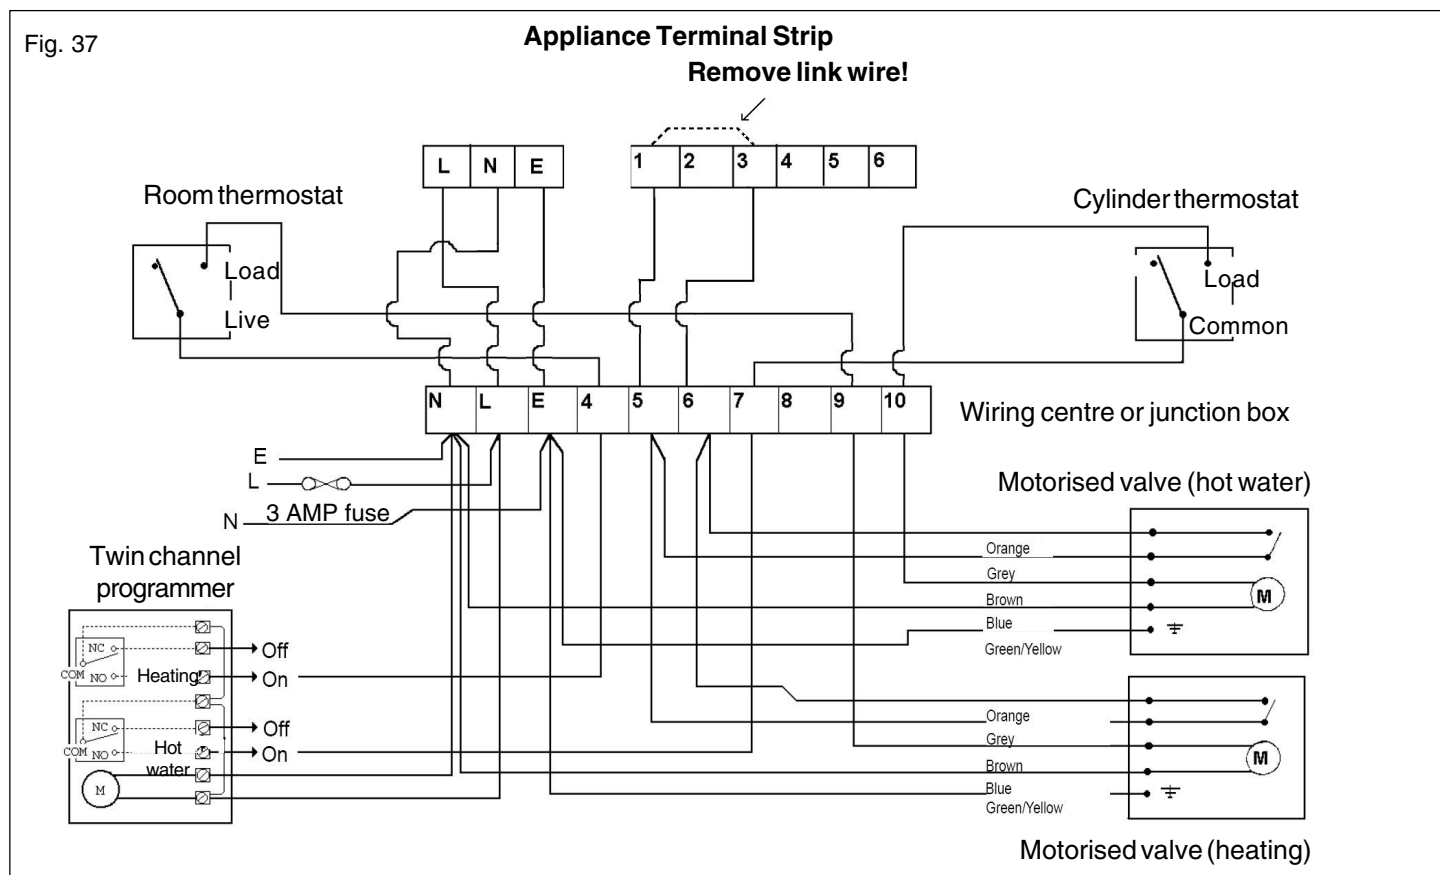 Fig. 37
Appliance Terminal Strip
Remove link wire!
L N E
1 2 3 4 5 6
Room thermostat
Load
Live
Cylinder thermostat
Load
Common
N L E 4 5 6 7 8 9 10
Wiring centre or junction box
E
L
N
3 AMP fuse
Motorised valve (hot water)
Orange
Grey
Brown
Blue
Green/Yellow
M
Twin channel
programmer
NC
COM
NO
Heating
Off
On
NC
COM
NO
Hot
water
Off
On
M
Orange
Grey
Brown
Blue
Green/Yellow
M
Motorised valve (heating)